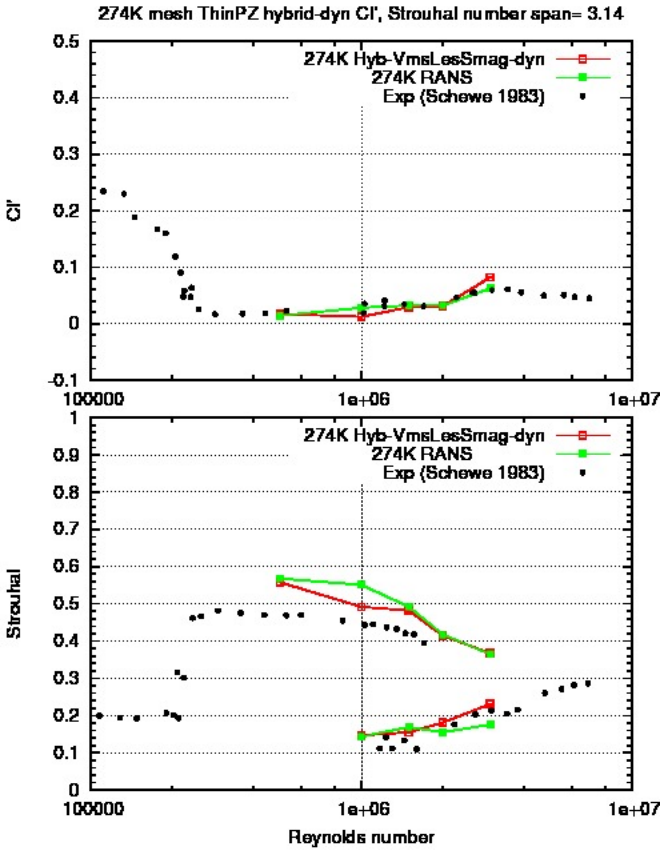 274K mesh ThinPZ hybrid-dyn Cl', Strouhal number span= 3.14
0.5
274K Hyb-VmsLesSmag-dyn
274K RANS
Exp (Schewe 1983)
0.4
0.3
Cl'
0.2
0.1
0
-0.1
100000 1e+06 1e+07
1
274K Hyb-VmsLesSmag-dyn
0.9
274K RANS
Exp (Schewe 1983)
0.8
0.7
0.6
Strouhal
0.5
0.4
0.3
0.2
0.1
0
100000 1e+06 1e+07
Reynolds number